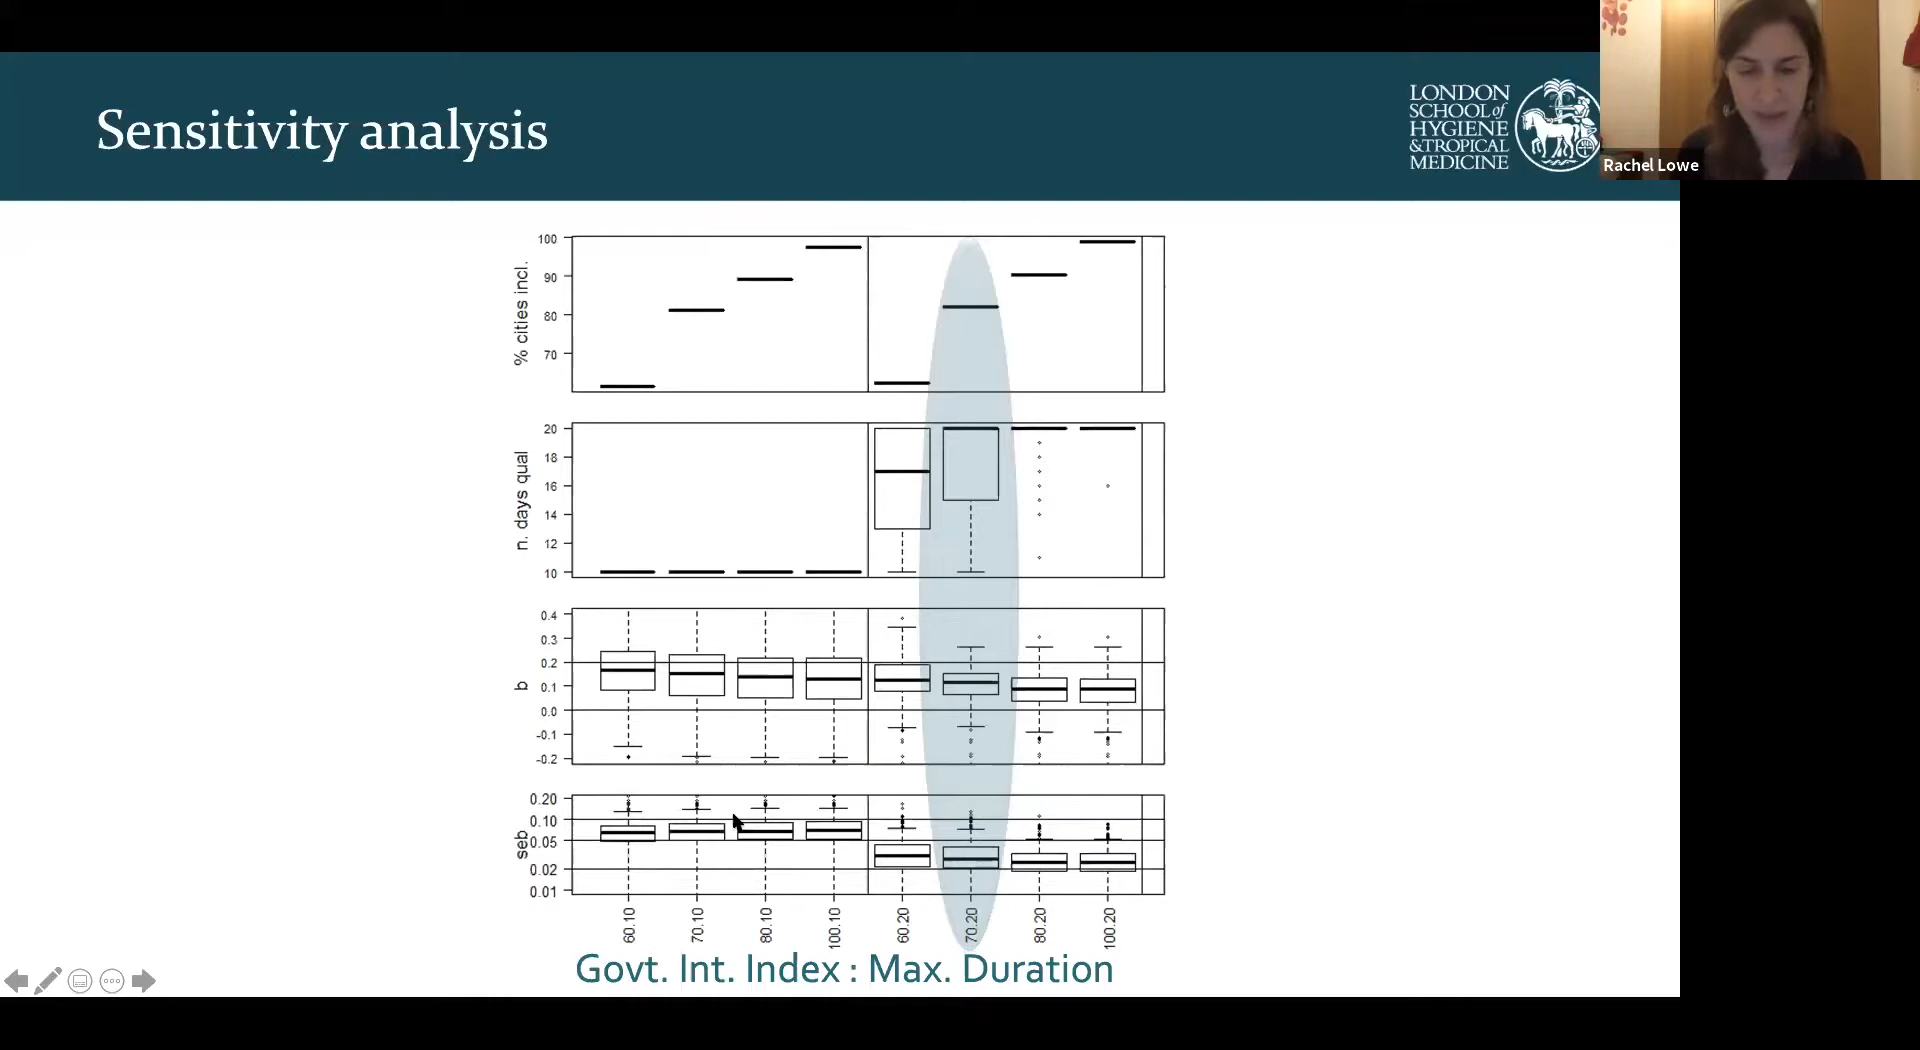 Sensitivity analysis
LONDON
SCHOOL of
HYGIENE
&TROPICAL
MEDICINE
Rachel Lowe
% cities incl.
100
90
80
70
n. days qual
20
18
16
14
12
10
b
0.4
0.3
0.2
0.1
0.0
-0.1
-0.2
seb
0.20
0.10
0.05
0.02
0.01
60.10
70.10
80.10
100.10
60.20
70.20
80.20
100.20
Govt. Int. Index : Max. Duration